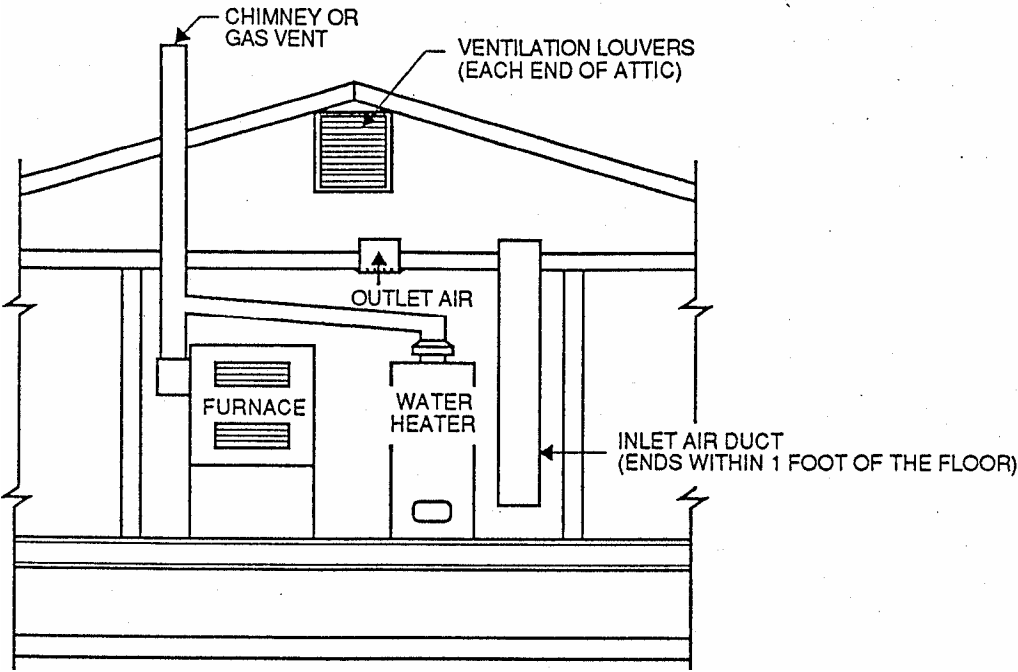 CHIMNEY OR
GAS VENT
VENTILATION LOUVERS
(EACH END OF ATTIC)
OUTLET AIR
FURNACE
WATER
HEATER
INLET AIR DUCT
(ENDS WITHIN 1 FOOT OF THE FLOOR)